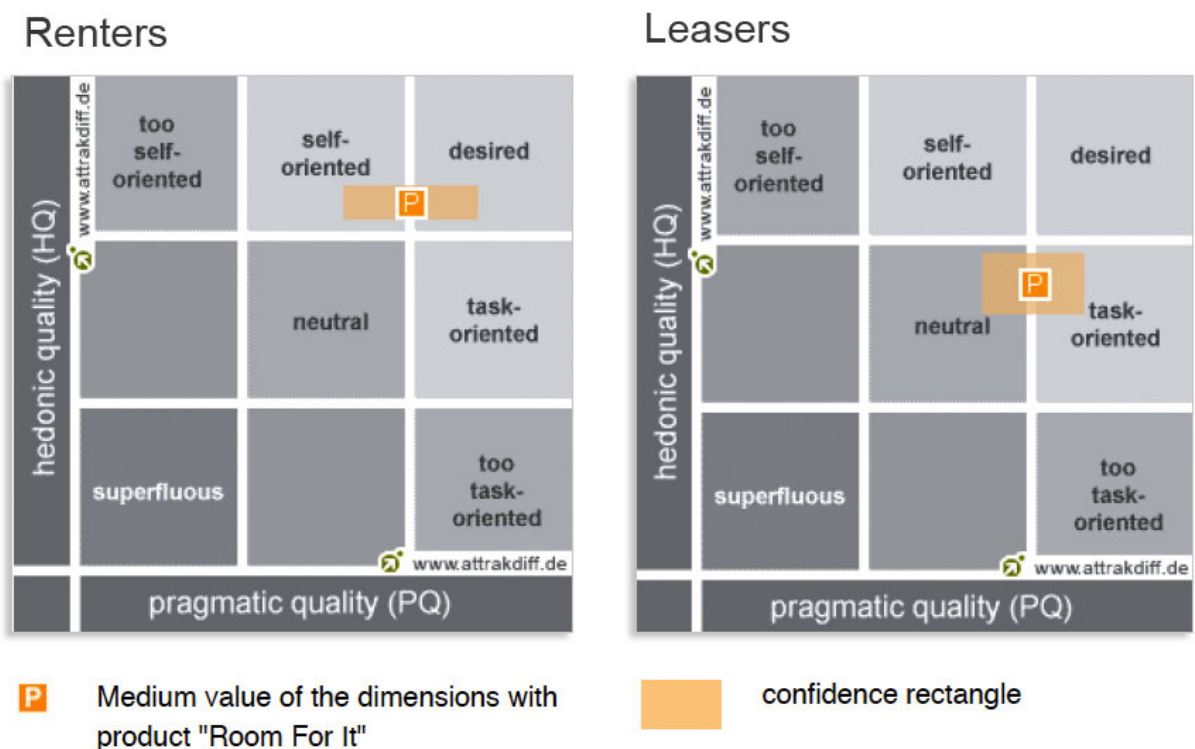 Renters
www.attrakdiff.de
hedonic quality (HQ)
too
self-
oriented
self-
oriented
desired
P
neutral
task-
oriented
superfluous
too
task-
oriented
www.attrakdiff.de
pragmatic quality (PQ)
Leasers
www.attrakdiff.de
hedonic quality (HQ)
too
self-
oriented
self-
oriented
desired
P
neutral
task-
oriented
superfluous
too
task-
oriented
www.attrakdiff.de
pragmatic quality (PQ)
P
Medium value of the dimensions with
product "Room For It"
confidence rectangle